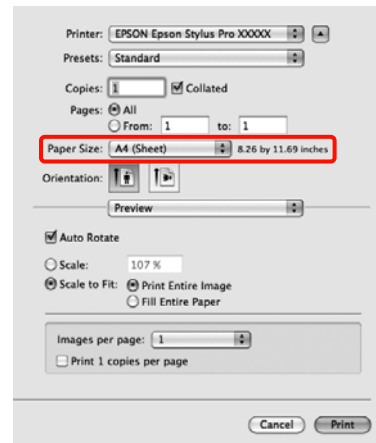 Printer: EPSON Epson Stylus Pro XXXXX
Presets: Standard
Copies: 1 Collated
Pages: All
From: 1 to: 1
Paper Size: A4 (Sheet) 8.26 by 11.69 inches
Orientation:
Preview
Auto Rotate
Scale: 107 %
Scale to Fit: Print Entire Image
Fill Entire Paper
Images per page: 1
Print 1 copies per page
Cancel Print